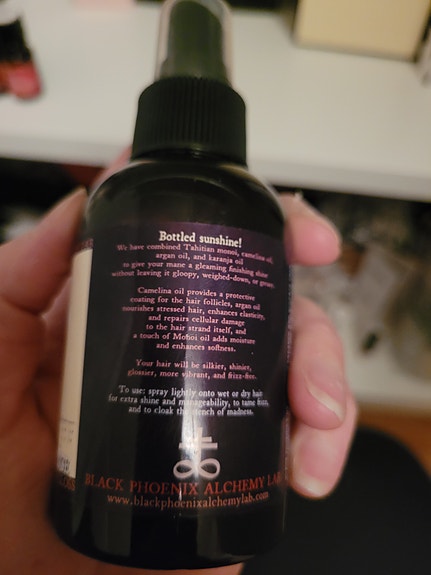 Bottled sunshine!
We have combined Tahitian monoi, camelina oil,
argan oil, and karanja oil
to give your mane a gleaming finishing shine
without leaving it gloopy, weighed-down, or greasy.
Camelina oil provides a protective
coating for the hair follicles, argan oil
nourishes stressed hair, enhances elasticity,
and repairs cellular damage
to the hair strand itself, and
a touch of Monoi oil adds moisture
and enhances softness.
Your hair will be silkier, shinier,
glossier, more vibrant, and frizz-free.
To use: spray lightly onto wet or dry hair
for extra shine and manageability, to tame frizz,
and to cloak the stench of madness.
BLACK PHOENIX ALCHEMY LAB
www.blackphoenixalchemylab.com